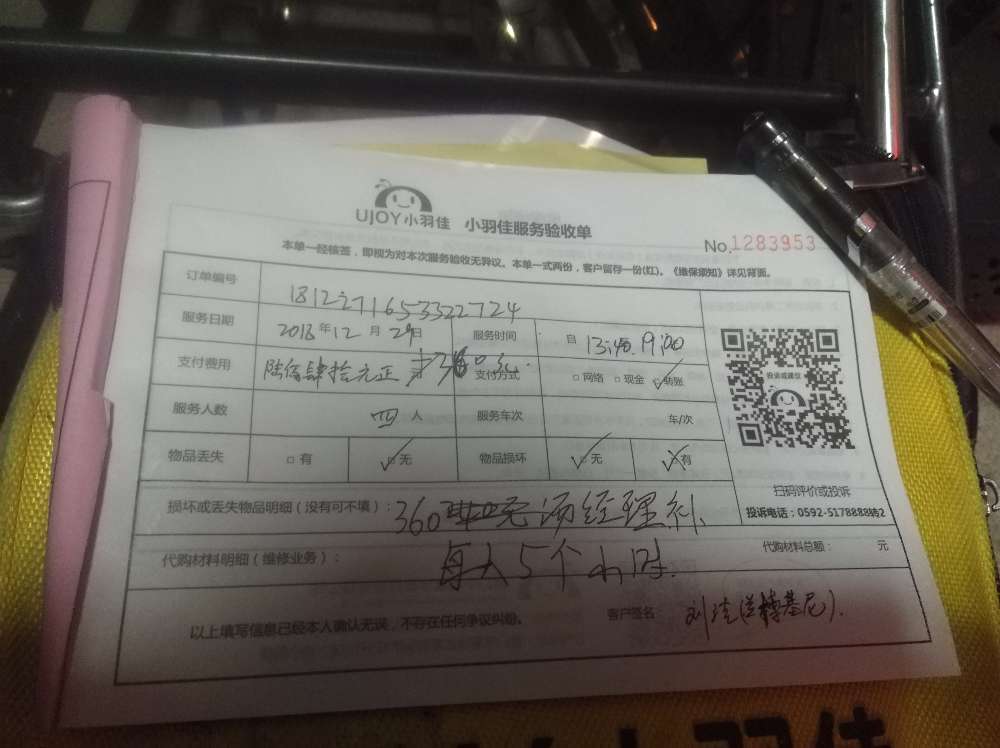 UJOY小羽佳 小羽佳服务验收单
No.1283953
本单一经核签，即视为对本次服务验收无异议。本单一式两份，客户留存一份(红)。《维保须知》详见背面。
订单编号
服务日期 2018年12月29日 服务时间 自 13:40 19:00
支付费用 陆佰肆拾元正 支付方式 □网络 □现金 ☑转账
服务人数 四人 服务车次 车/次
物品丢失 □有 ☑无 物品损坏 ☑无 □有
损坏或丢失物品明细（没有可不填）： 360 汤经理补
每人5个小时.
代购材料明细（维修业务）： 代购材料总额： 元
以上填写信息已经本人确认无误，不存在任何争议纠纷。 客户签名：
投诉或建议
扫码评价或投诉
投诉电话：0592-5178888转2